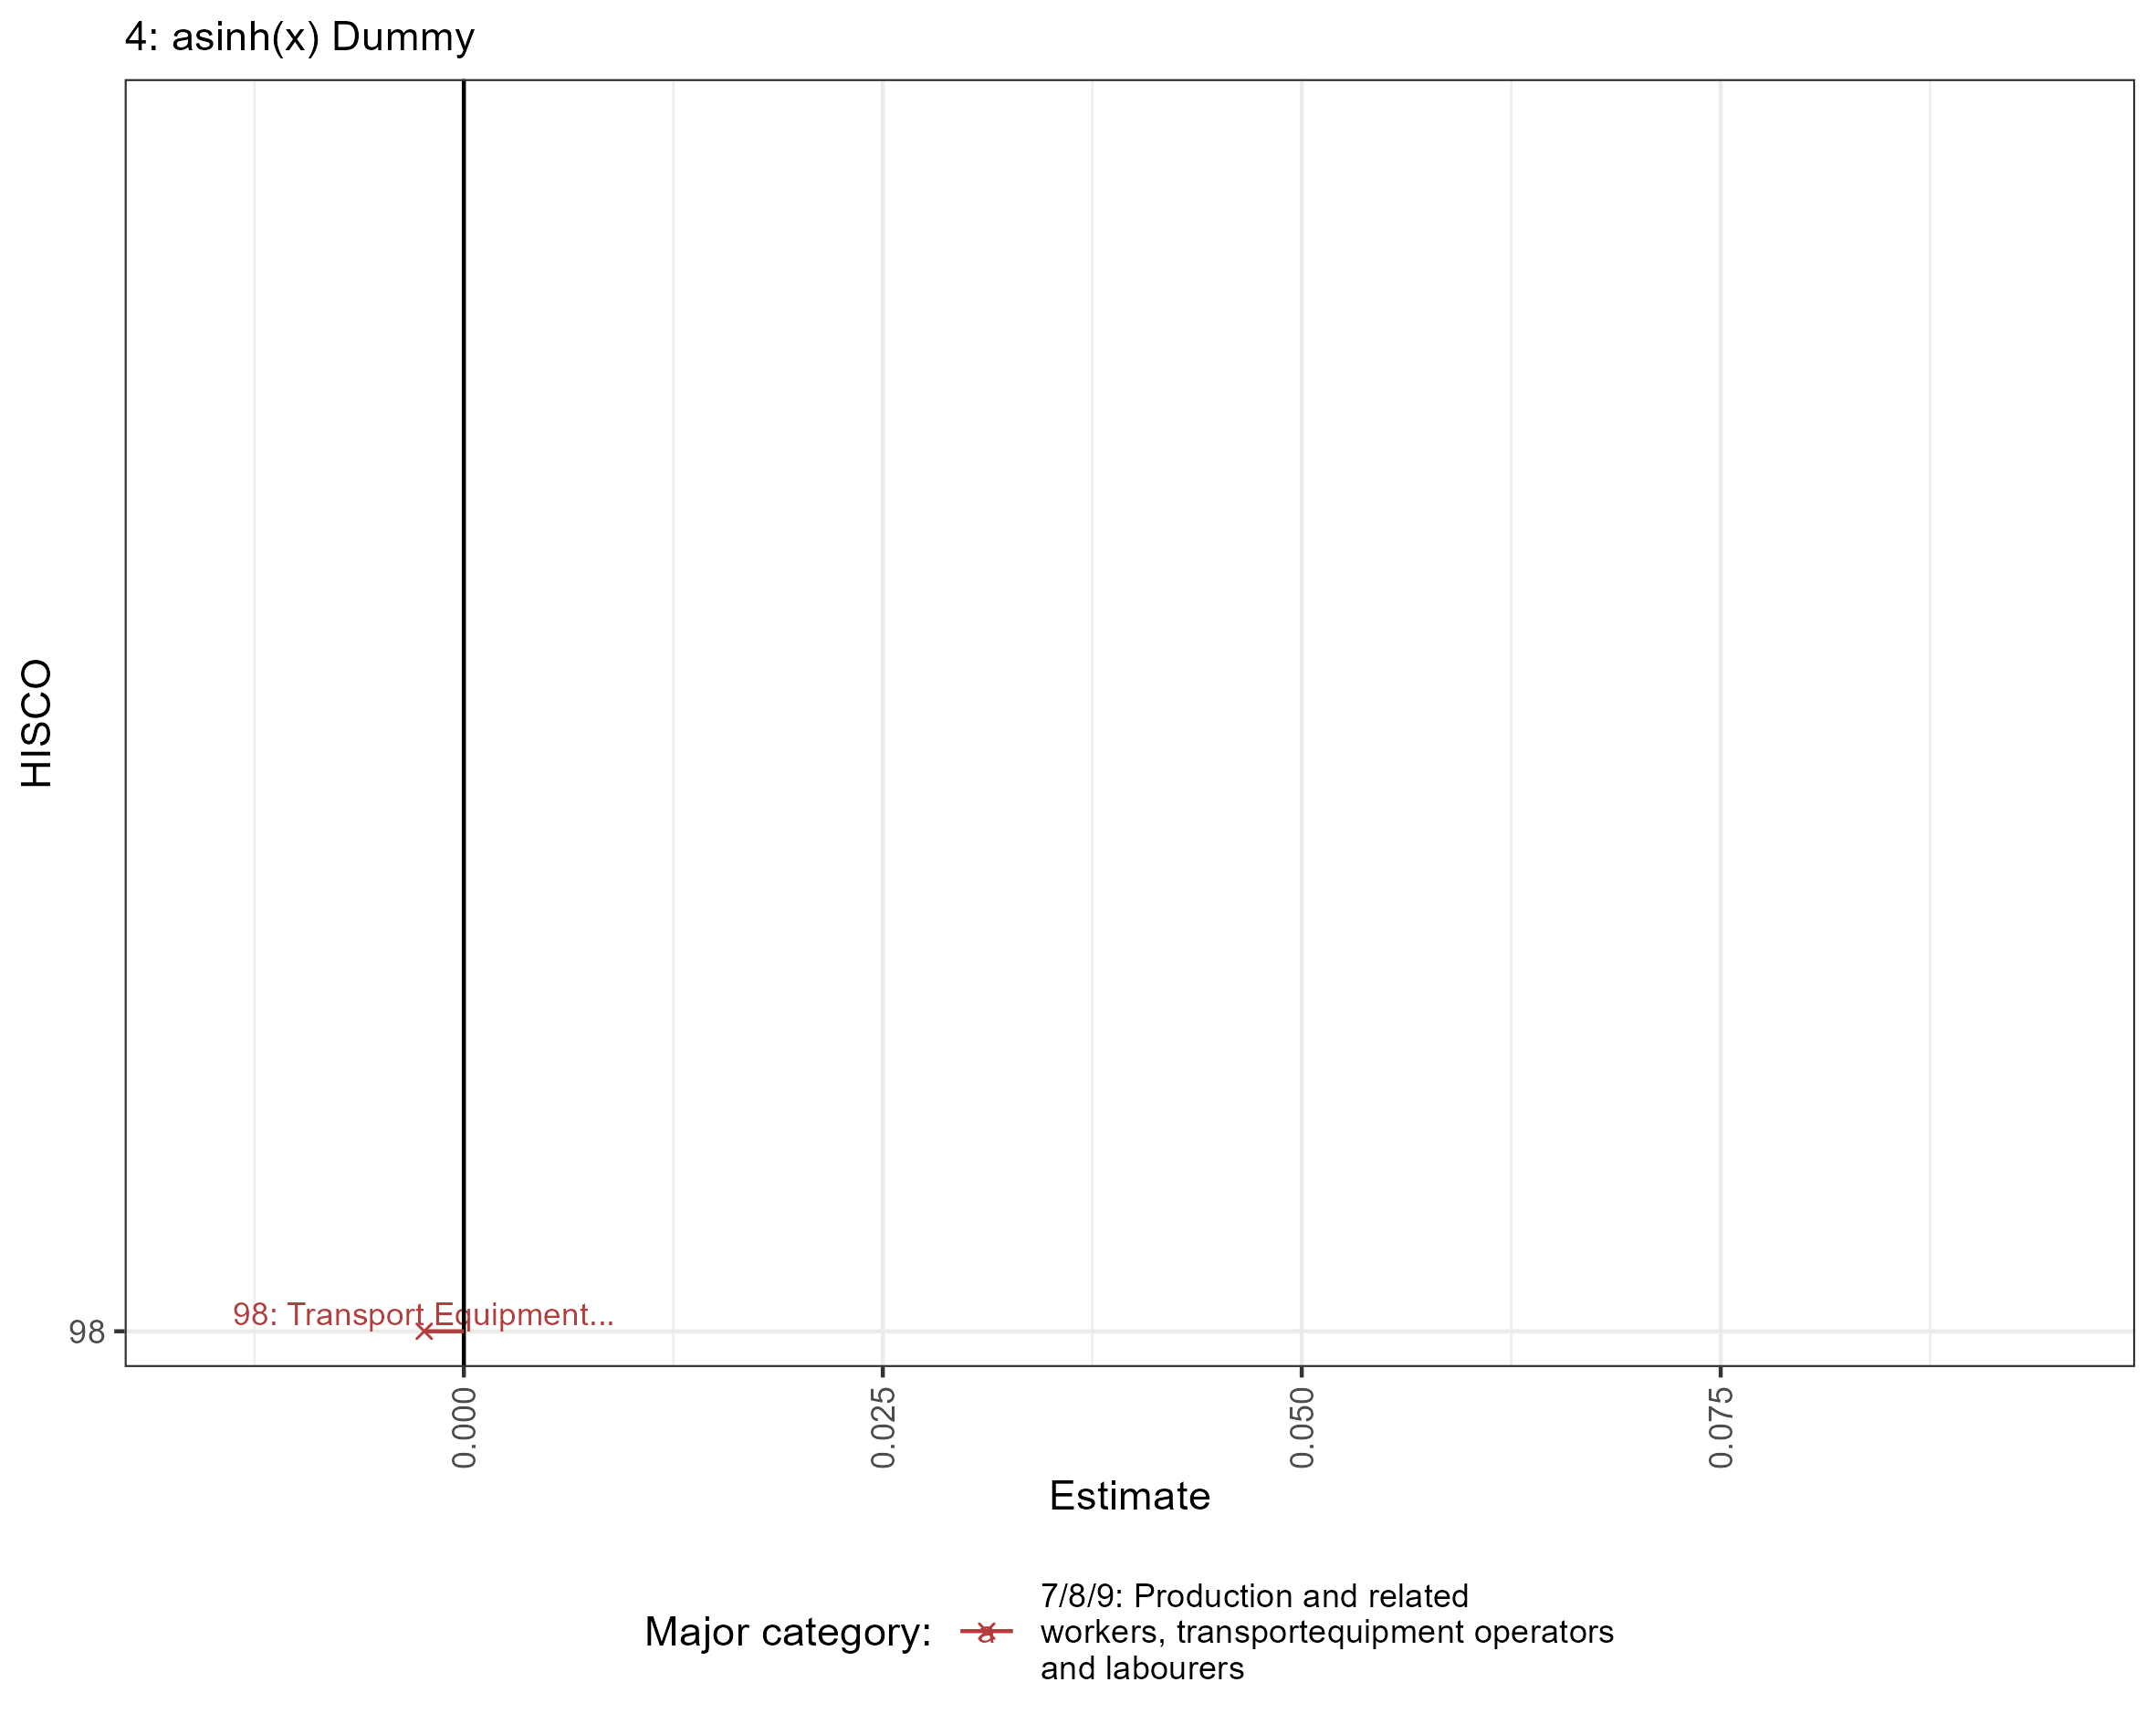 4: asinh(x) Dummy
HISCO
98: Transport Equipment...
98
0.000
0.025
0.050
0.075
Estimate
Major category:
a
7/8/9: Production and related
workers, transportequipment operators
and labourers